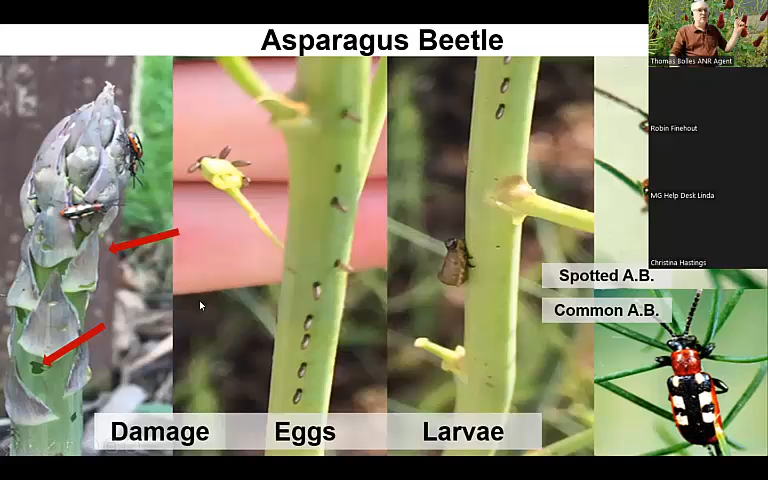 Asparagus Beetle
Thomas Bolles ANR Agent
Robin Finehout
MG Help Desk Linda
Christina Hastings
Spotted A.B.
Common A.B.
Damage
Eggs
Larvae